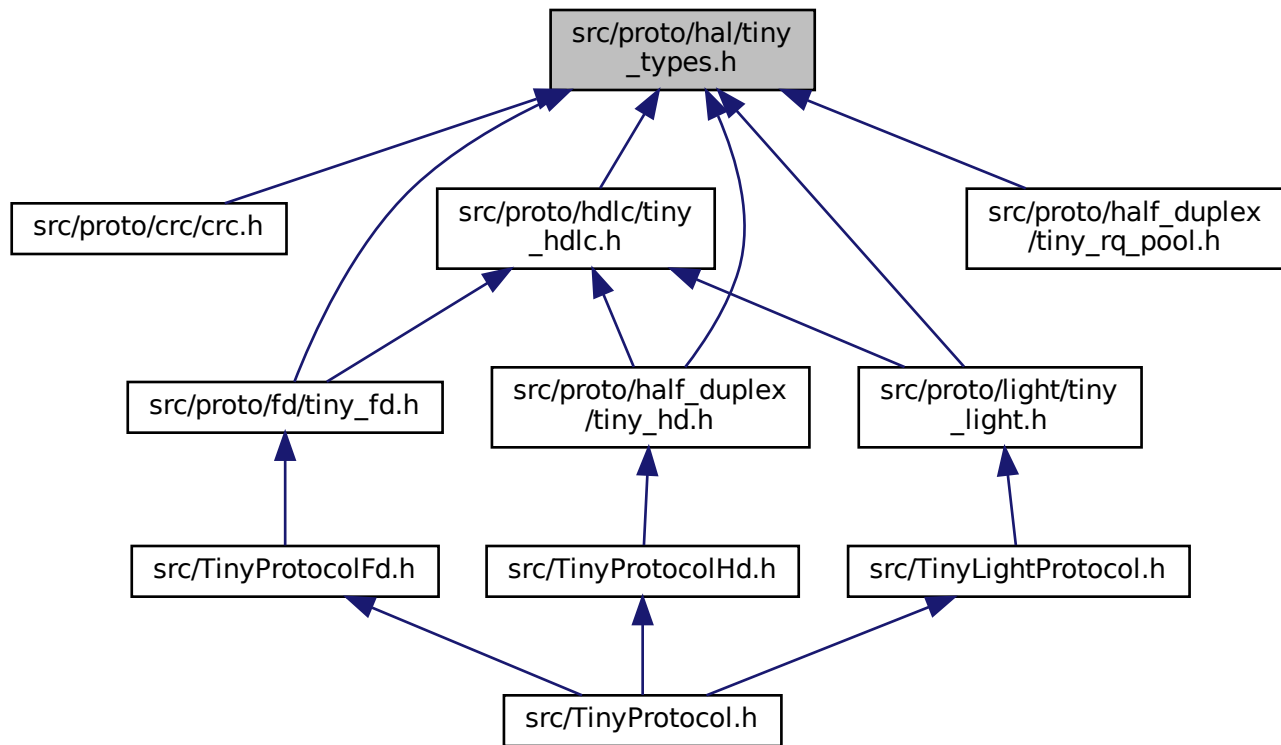 src/proto/hal/tiny
_types.h
src/proto/crc/crc.h
src/proto/hdlc/tiny
_hdlc.h
src/proto/half_duplex
/tiny_rq_pool.h
src/proto/fd/tiny_fd.h
src/proto/half_duplex
/tiny_hd.h
src/proto/light/tiny
_light.h
src/TinyProtocolFd.h
src/TinyProtocolHd.h
src/TinyLightProtocol.h
src/TinyProtocol.h